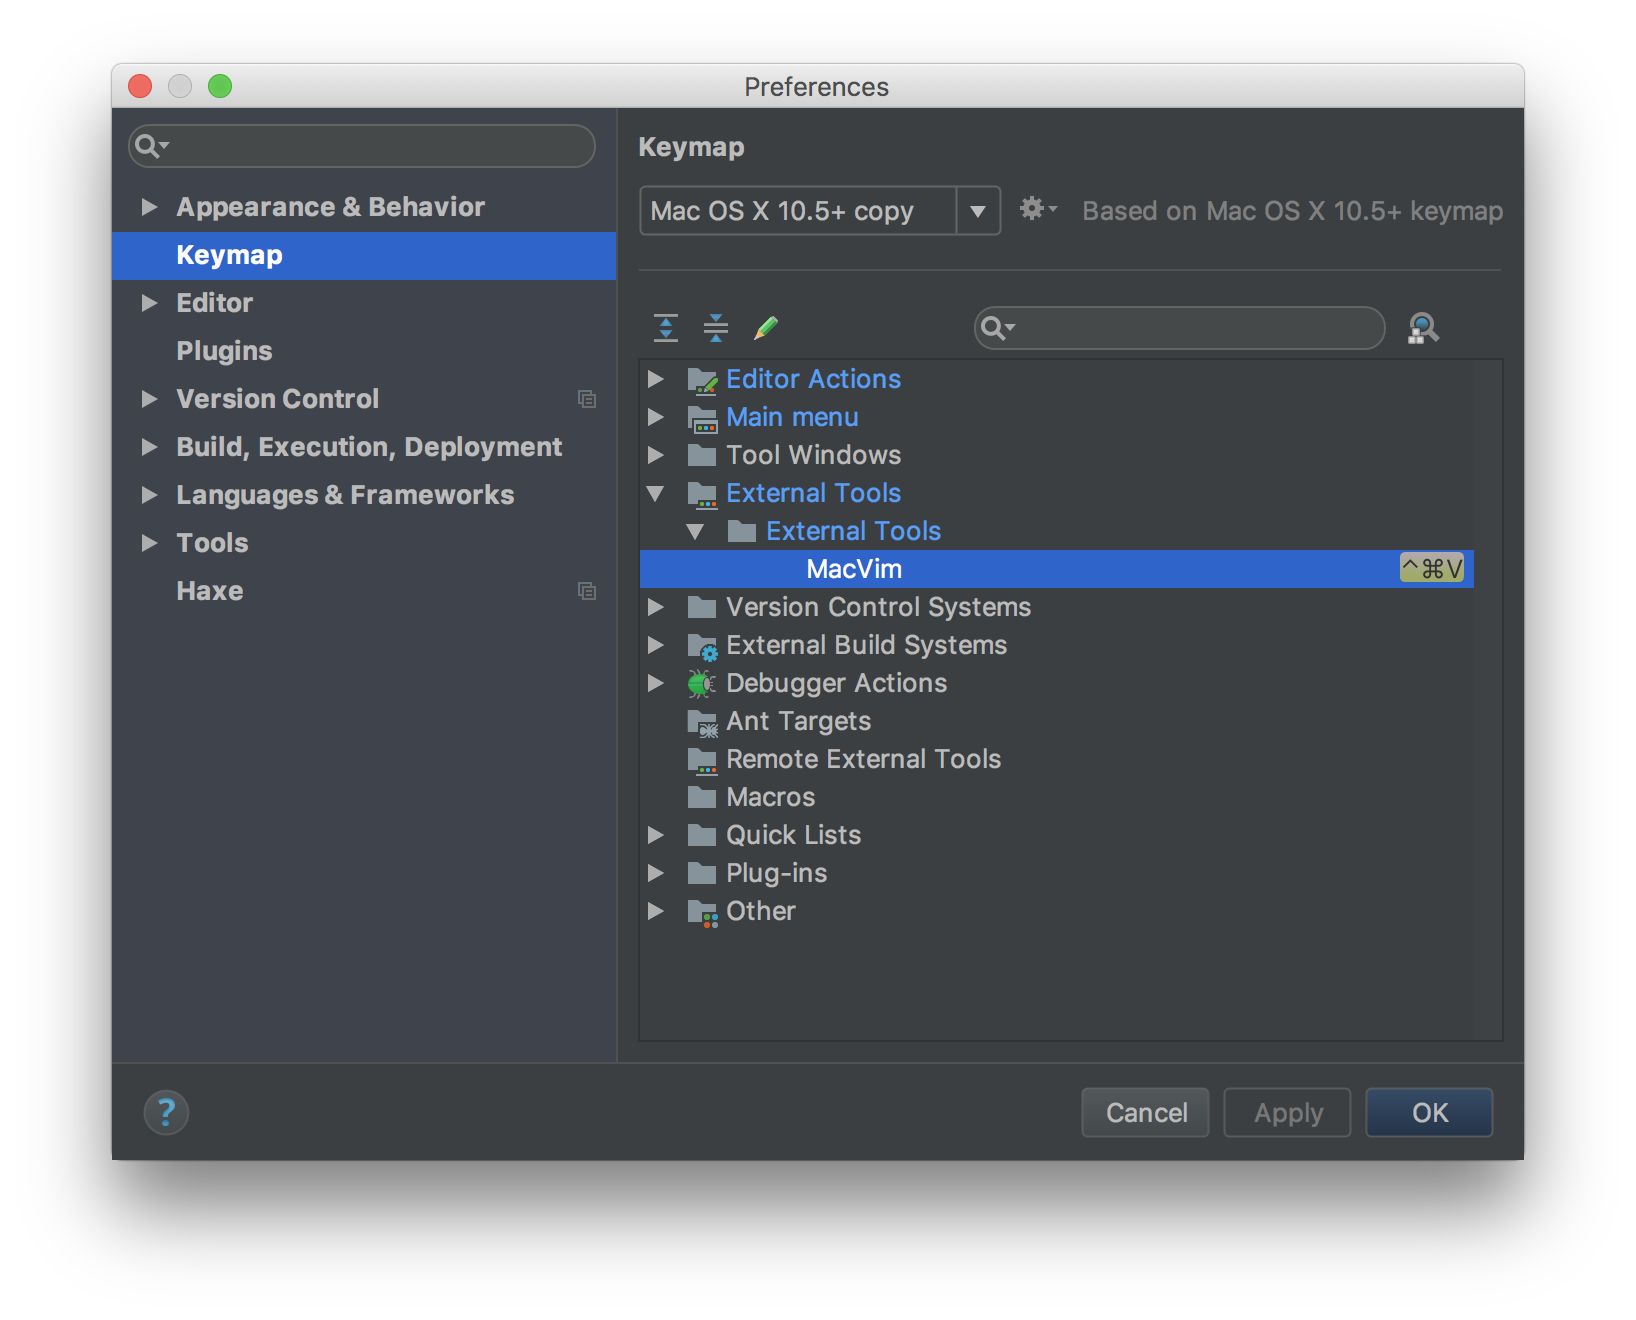 Preferences
Appearance & Behavior
Keymap
Editor
Plugins
Version Control
Build, Execution, Deployment
Languages & Frameworks
Tools
Haxe
Keymap
Mac OS X 10.5+ copy
Based on Mac OS X 10.5+ keymap
Editor Actions
Main menu
Tool Windows
External Tools
External Tools
MacVim ^⌘V
Version Control Systems
External Build Systems
Debugger Actions
Ant Targets
Remote External Tools
Macros
Quick Lists
Plug-ins
Other
?
Cancel
Apply
OK